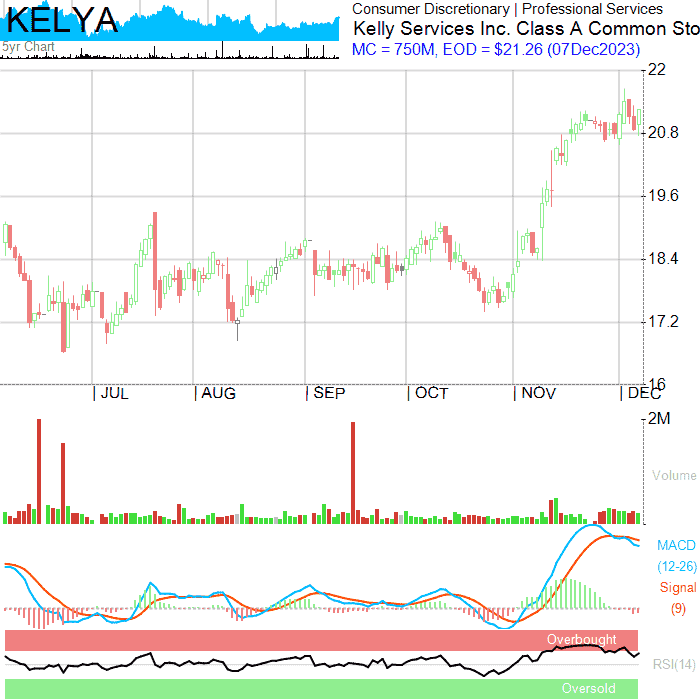 KELYA
5yr Chart
Consumer Discretionary | Professional Services
Kelly Services Inc. Class A Common Sto
MC = 750M, EOD = $21.26 (07Dec2023)
22
20.8
19.6
18.4
17.2
16
| JUL | AUG | SEP | OCT | NOV | DEC
2M
Volume
MACD
(12-26)
Signal
(9)
Overbought
RSI(14)
Oversold